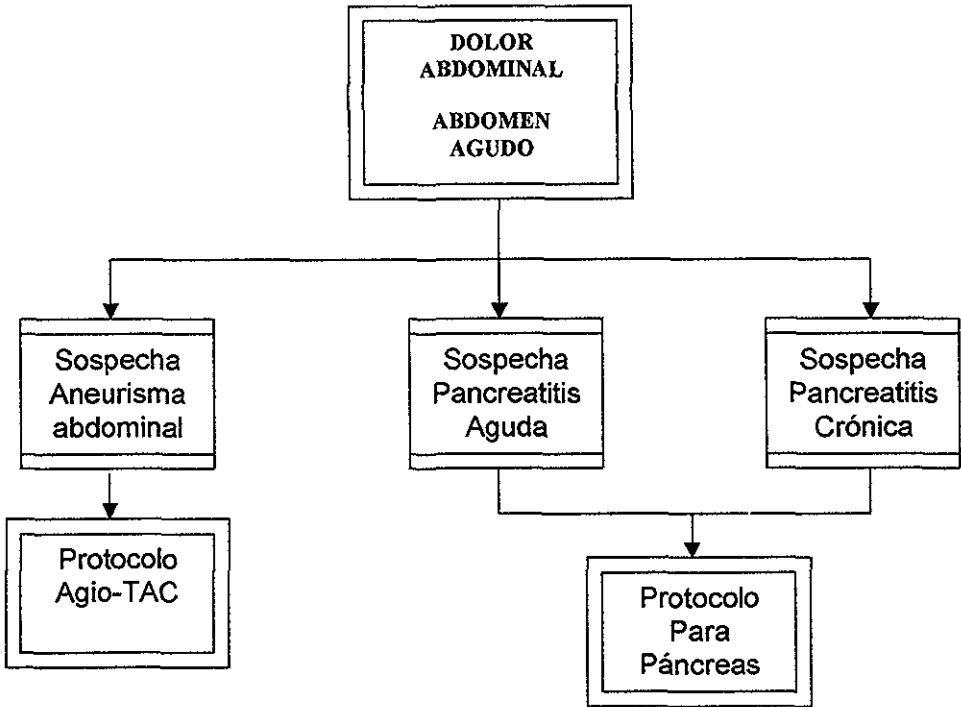 DOLOR
ABDOMINAL
ABDOMEN
AGUDO
Sospecha
Aneurisma
abdominal
Sospecha
Pancreatitis
Aguda
Sospecha
Pancreatitis
Crónica
Protocolo
Agio-TAC
Protocolo
Para
Páncreas